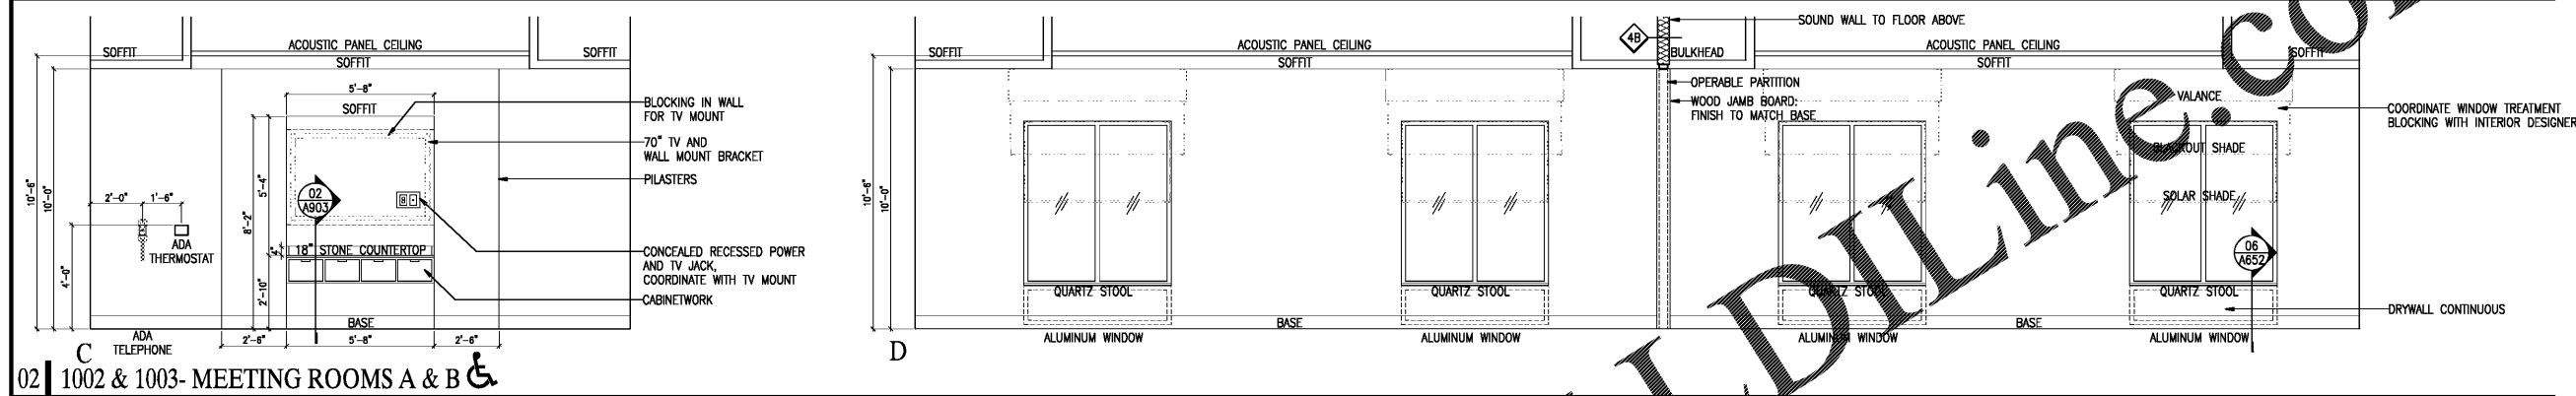 SOFFIT
ACOUSTIC PANEL CEILING
SOFFIT
SOFFIT
5'-8"
SOFFIT
BLOCKING IN WALL
FOR TV MOUNT
70" TV AND
WALL MOUNT BRACKET
PILASTERS
10'-6"
10'-0"
2'-0"
1'-6"
5'-4"
8'-2"
02
A903
ADA
THERMOSTAT
4'-0"
4"
18" STONE COUNTERTOP
2'-10"
CONCEALED RECESSED POWER
AND TV JACK,
COORDINATE WITH TV MOUNT
CABINETWORK
BASE
ADA
TELEPHONE
2'-6"
5'-8"
2'-6"
C
SOFFIT
ACOUSTIC PANEL CEILING
SOFFIT
4B
SOUND WALL TO FLOOR ABOVE
BULKHEAD
ACOUSTIC PANEL CEILING
SOFFIT
SOFFIT
OPERABLE PARTITION
WOOD JAMB BOARD:
FINISH TO MATCH BASE
VALANCE
COORDINATE WINDOW TREATMENT
BLOCKING WITH INTERIOR DESIGNER
BLACKOUT SHADE
SOLAR SHADE
10'-6"
10'-0"
06
A652
QUARTZ STOOL
QUARTZ STOOL
QUARTZ STOOL
QUARTZ STOOL
DRYWALL CONTINUOUS
BASE
BASE
ALUMINUM WINDOW
ALUMINUM WINDOW
ALUMINUM WINDOW
ALUMINUM WINDOW
D
02 1002 & 1003- MEETING ROOMS A & B